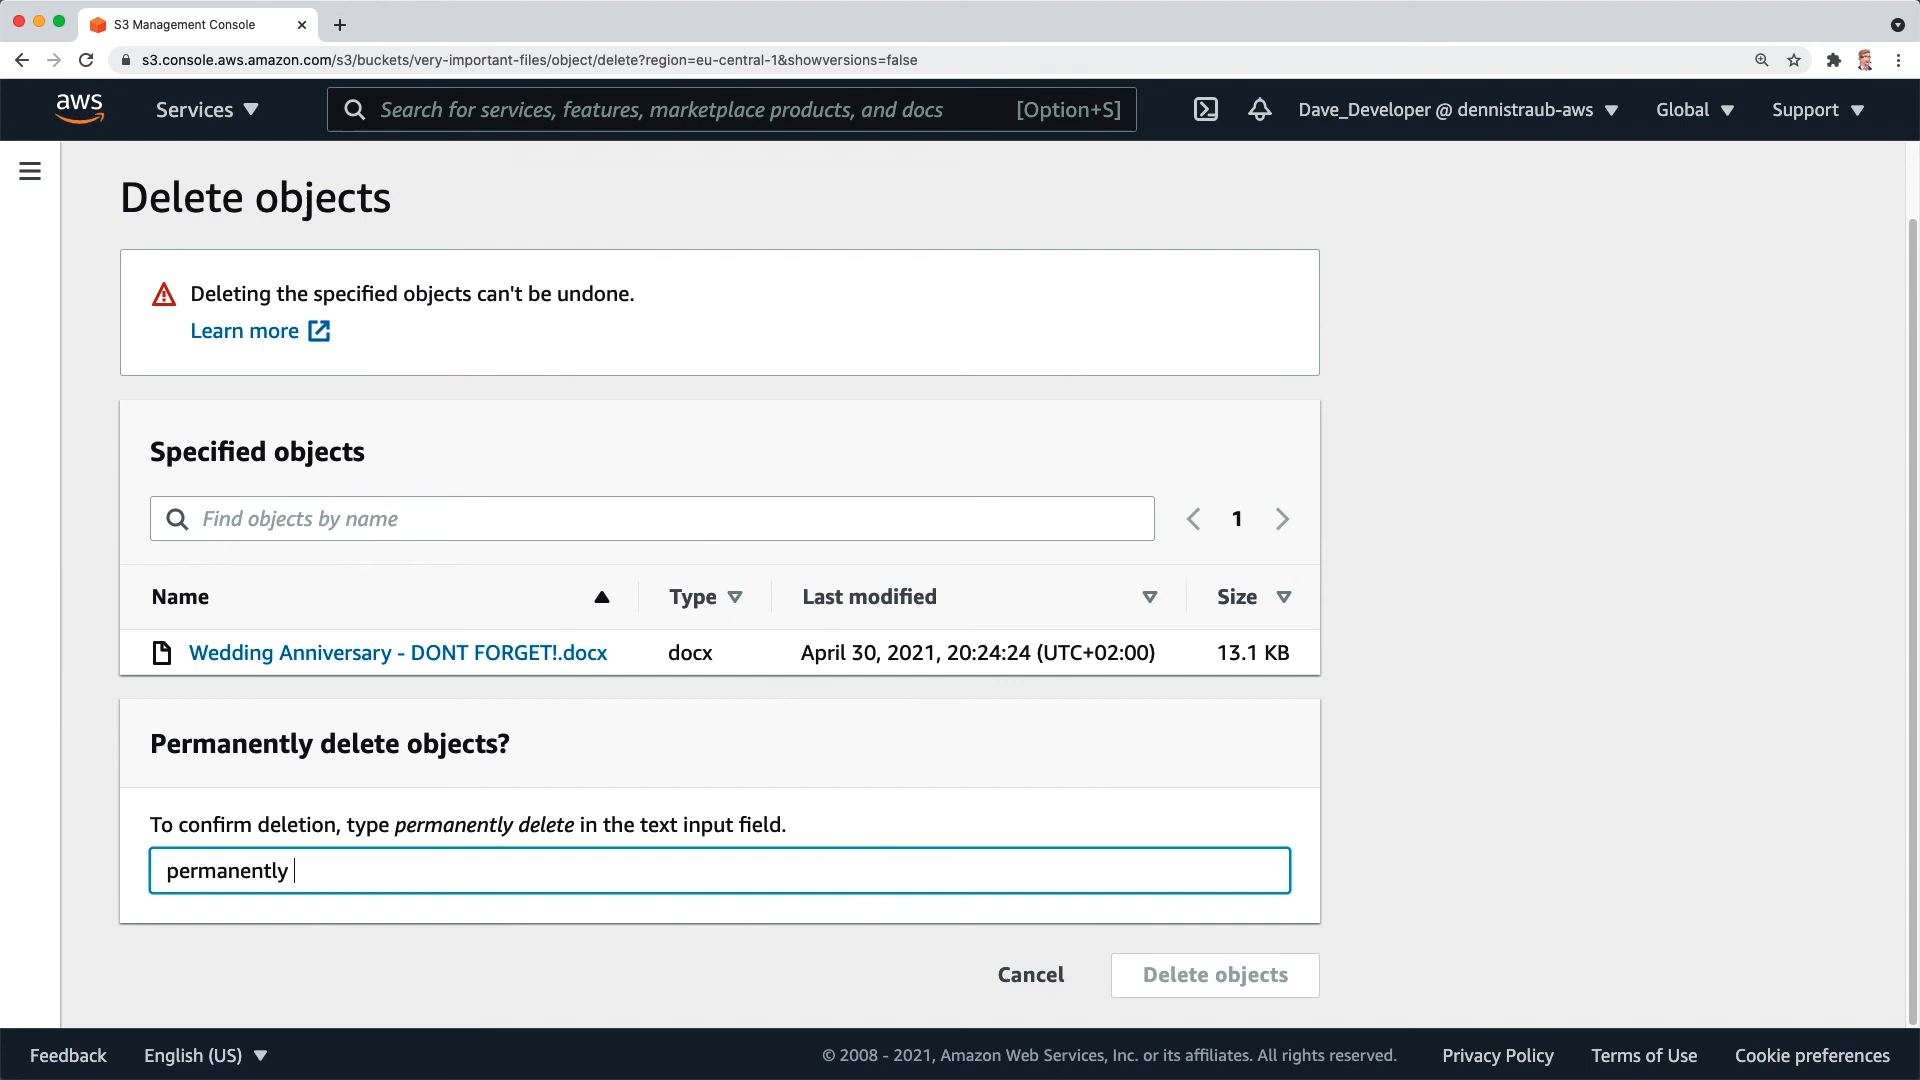 S3 Management Console
s3.console.aws.amazon.com/s3/buckets/very-important-files/object/delete?region=eu-central-1&showversions=false
aws
Services
Search for services, features, marketplace products, and docs [Option+S]
Dave_Developer @ dennistraub-aws
Global
Support
Delete objects
Deleting the specified objects can't be undone.
Learn more
Specified objects
Find objects by name
1
Name Type Last modified Size
Wedding Anniversary - DONT FORGET!.docx docx April 30, 2021, 20:24:24 (UTC+02:00) 13.1 KB
Permanently delete objects?
To confirm deletion, type permanently delete in the text input field.
permanently
Cancel
Delete objects
Feedback
English (US)
© 2008 - 2021, Amazon Web Services, Inc. or its affiliates. All rights reserved.
Privacy Policy
Terms of Use
Cookie preferences